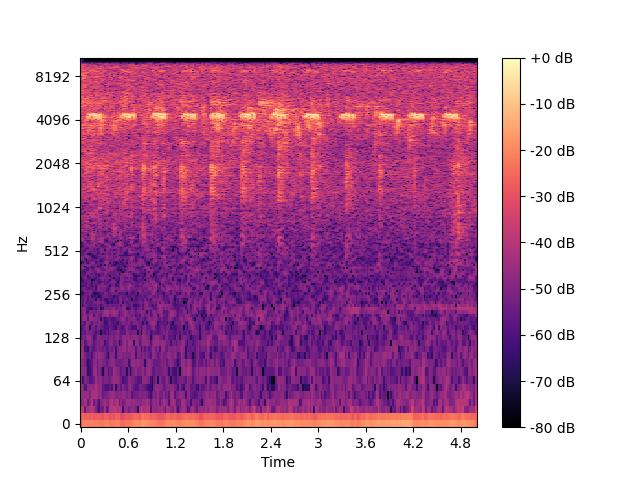 8192
4096
2048
1024
512
256
128
64
0
Hz
0 0.6 1.2 1.8 2.4 3 3.6 4.2 4.8
Time
+0 dB
-10 dB
-20 dB
-30 dB
-40 dB
-50 dB
-60 dB
-70 dB
-80 dB